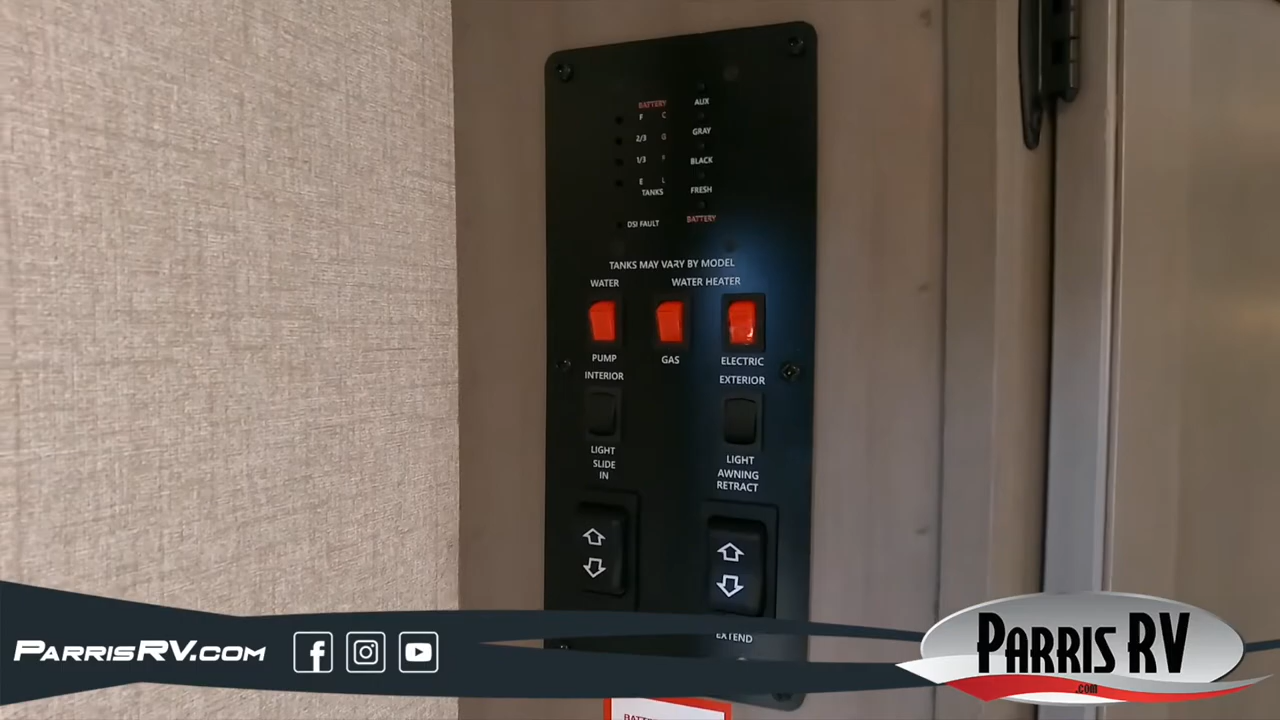 BATTERY
F C
2/3 G
1/3 F
E L
TANKS
DSI FAULT
AUX
GRAY
BLACK
FRESH
BATTERY
TANKS MAY VARY BY MODEL
WATER
WATER HEATER
PUMP
GAS
ELECTRIC
INTERIOR
EXTERIOR
LIGHT
LIGHT
SLIDE
IN
AWNING
RETRACT
EXTEND
PARRISRV.COM
PARRIS RV
.com